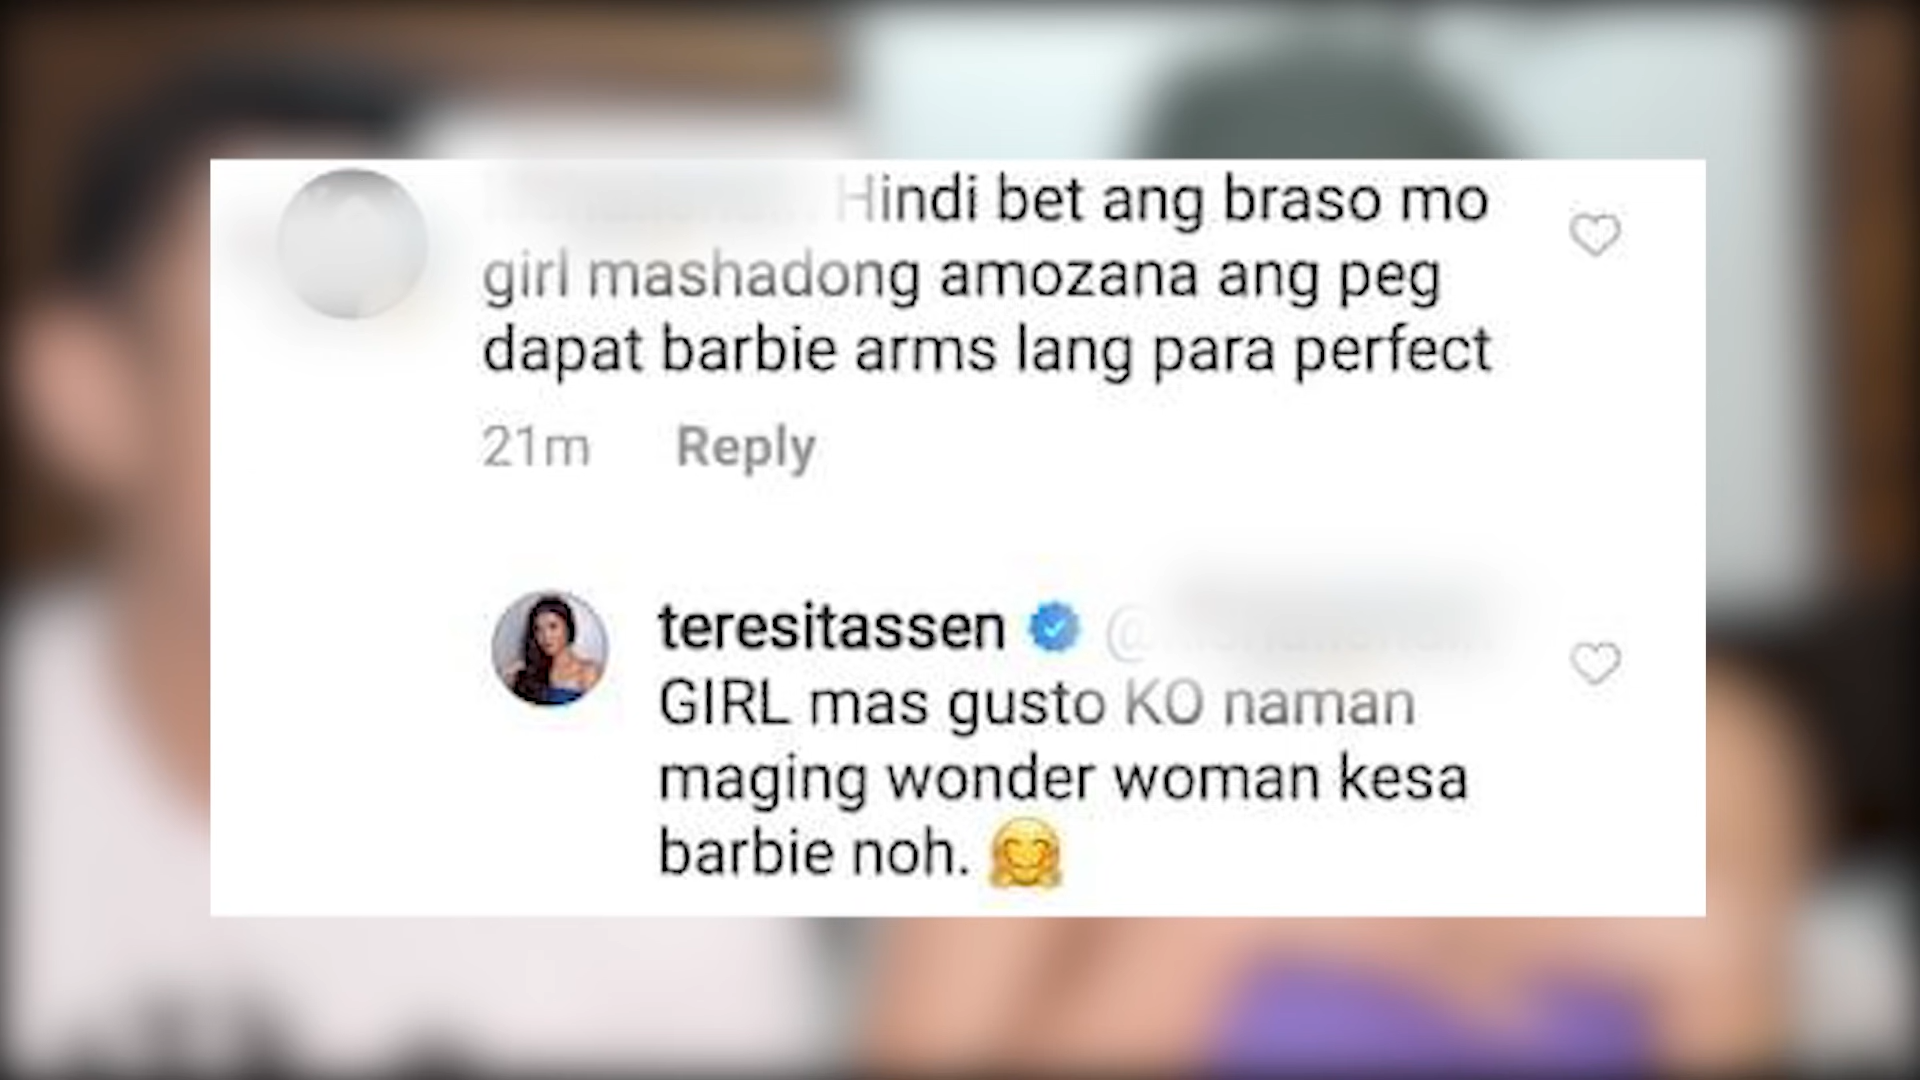 Hindi bet ang braso mo
girl mashadong amozana ang peg
dapat barbie arms lang para perfect
21m Reply
teresitassen @
GIRL mas gusto KO naman
maging wonder woman kesa
barbie noh. 🤗